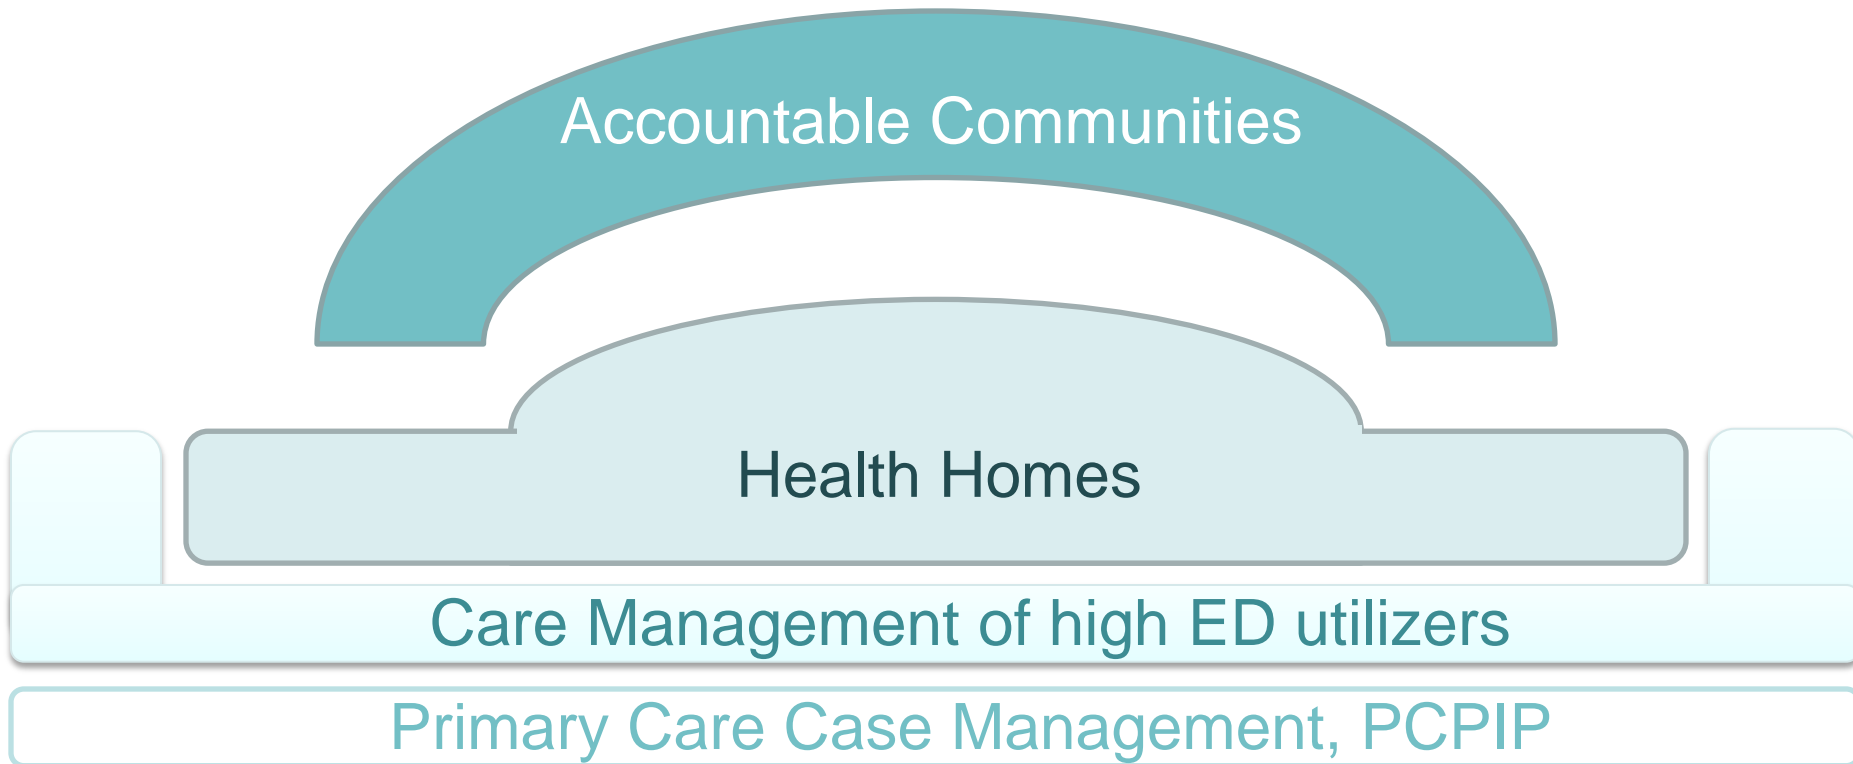 Accountable Communities
Health Homes
Care Management of high ED utilizers
Primary Care Case Management, PCPIP